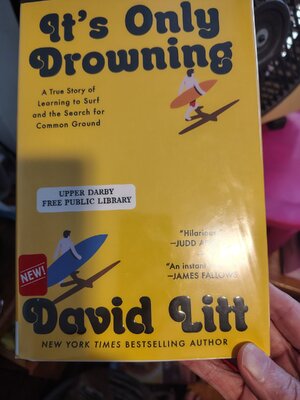 It's Only
Drowning
A True Story of
Learning to Surf
and the Search for
Common Ground
UPPER DARBY
FREE PUBLIC LIBRARY
"Hilarious
—JUDD
"An instant
—JAMES FALLOWS
NEW!
David Litt
NEW YORK TIMES BESTSELLING AUTHOR